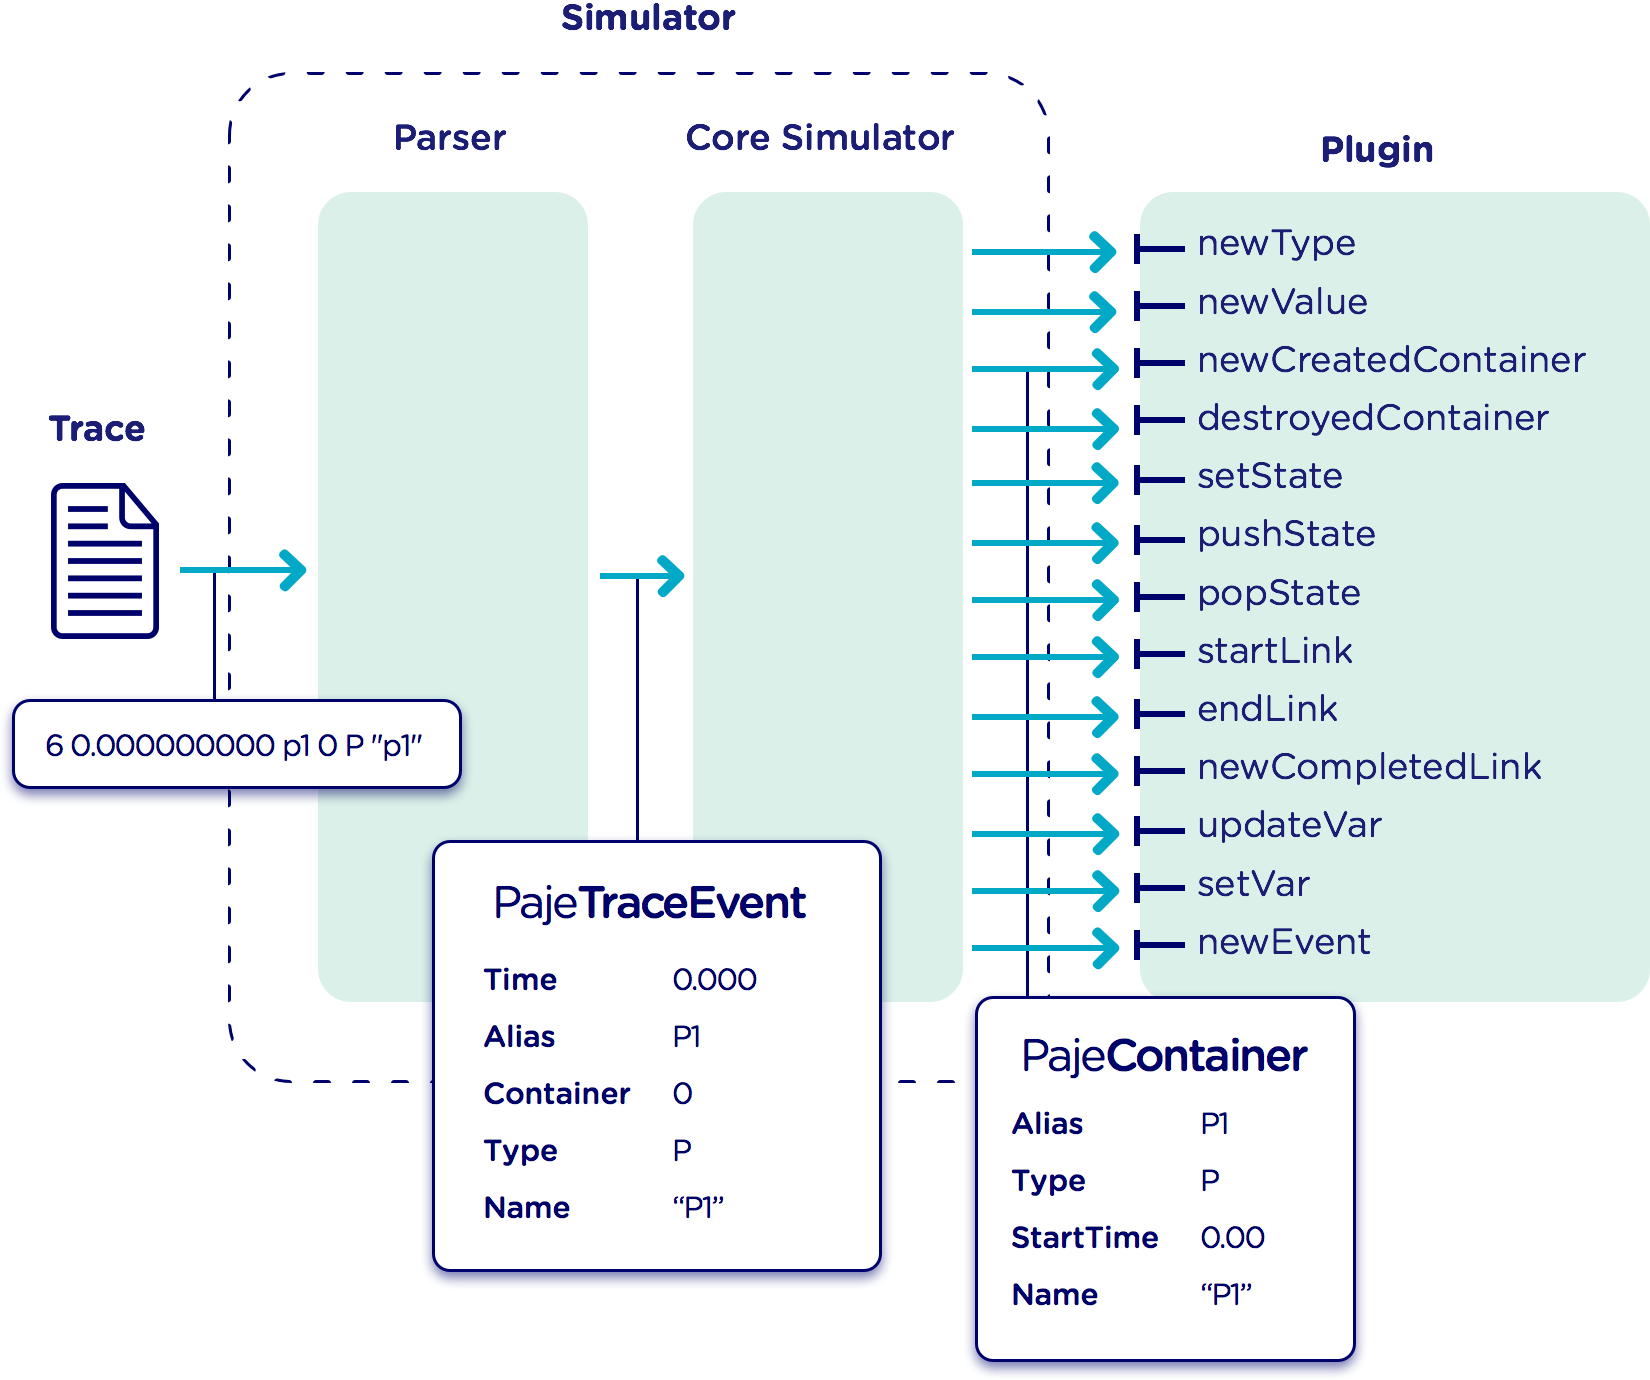 Simulator
Parser
Core Simulator
Plugin
newType
newValue
newCreatedContainer
destroyedContainer
setState
pushState
popState
startLink
endLink
newCompletedLink
updateVar
setVar
newEvent
Trace
6 0.000000000 p1 0 P "p1"
PajeTraceEvent
Time 0.000
Alias P1
Container 0
Type P
Name “P1”
PajeContainer
Alias P1
Type P
StartTime 0.00
Name “P1”